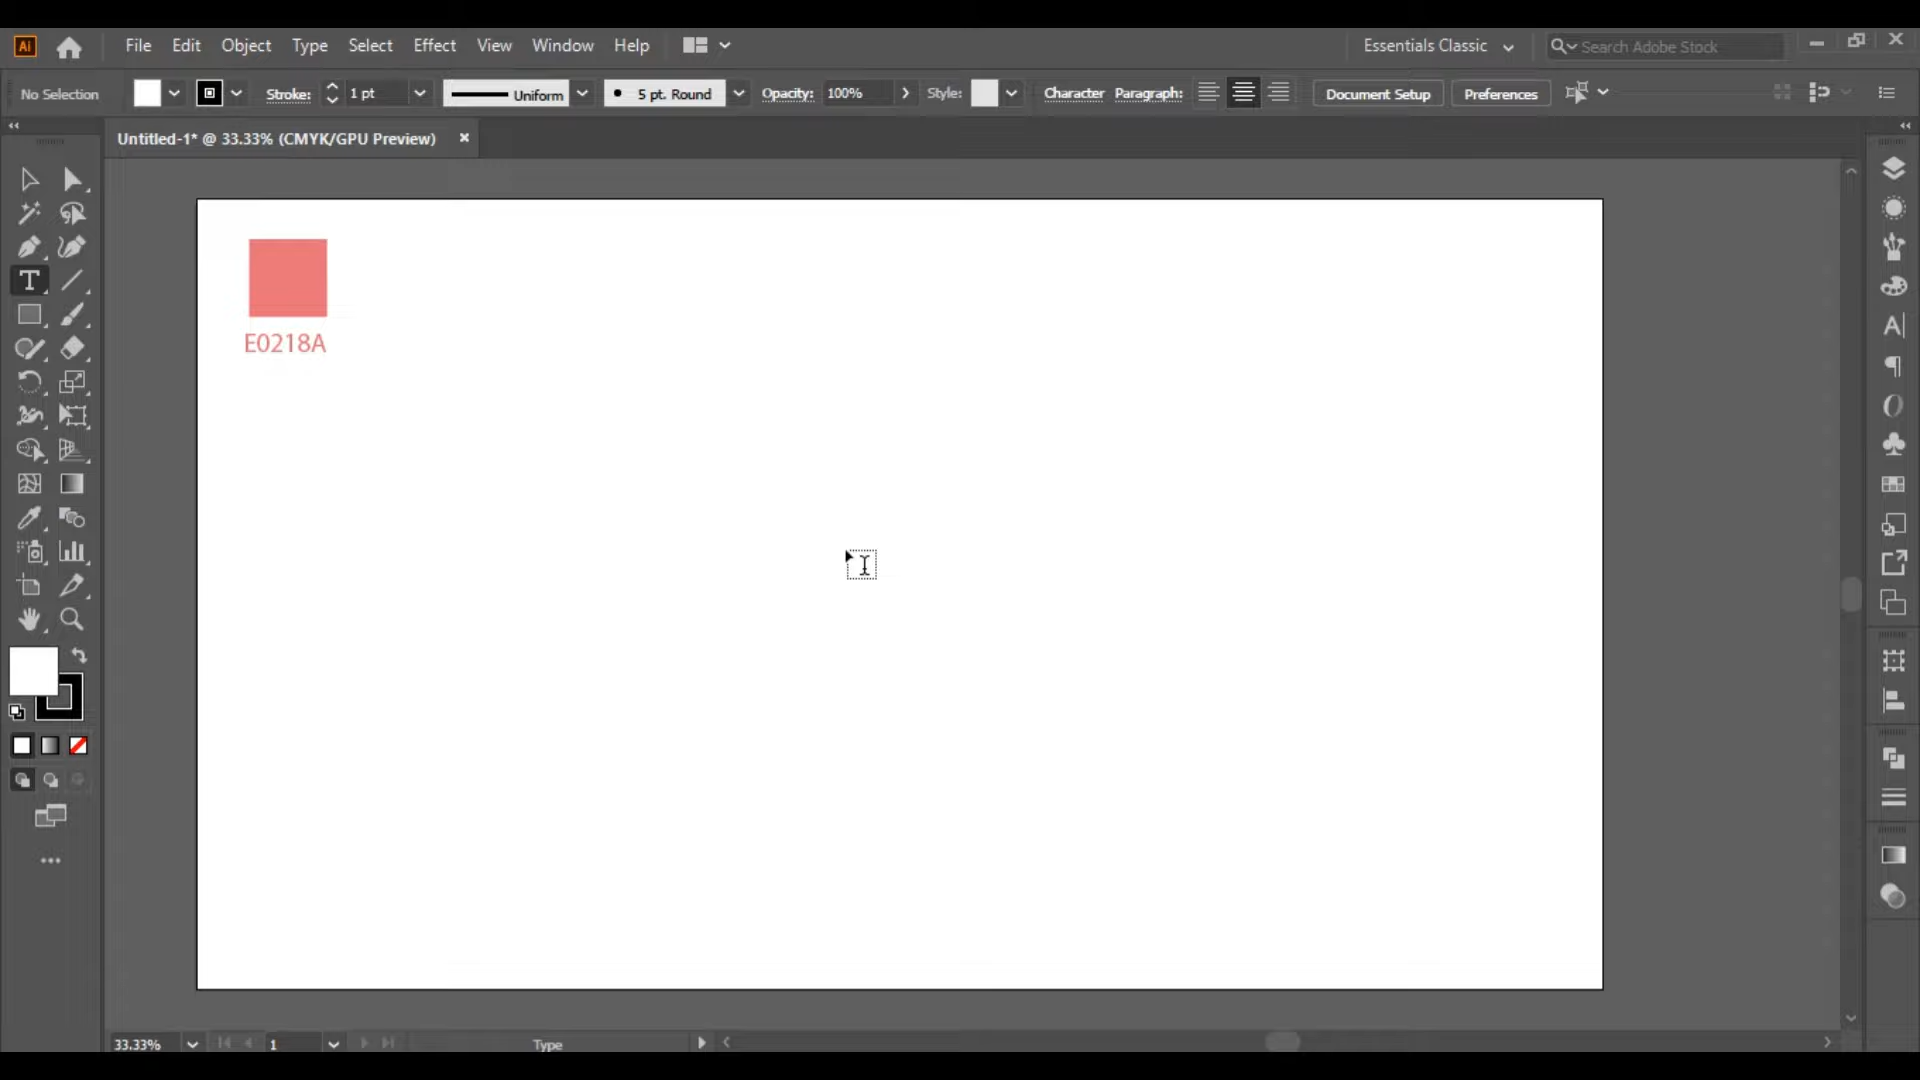 Ai File Edit Object Type Select Effect View Window Help Essentials Classic Search Adobe Stock
No Selection Stroke: 1 pt Uniform 5 pt. Round Opacity: 100% Style: Character Paragraph: Document Setup Preferences
Untitled-1* @ 33.33% (CMYK/GPU Preview)
E0218A
33.33% 1 Type